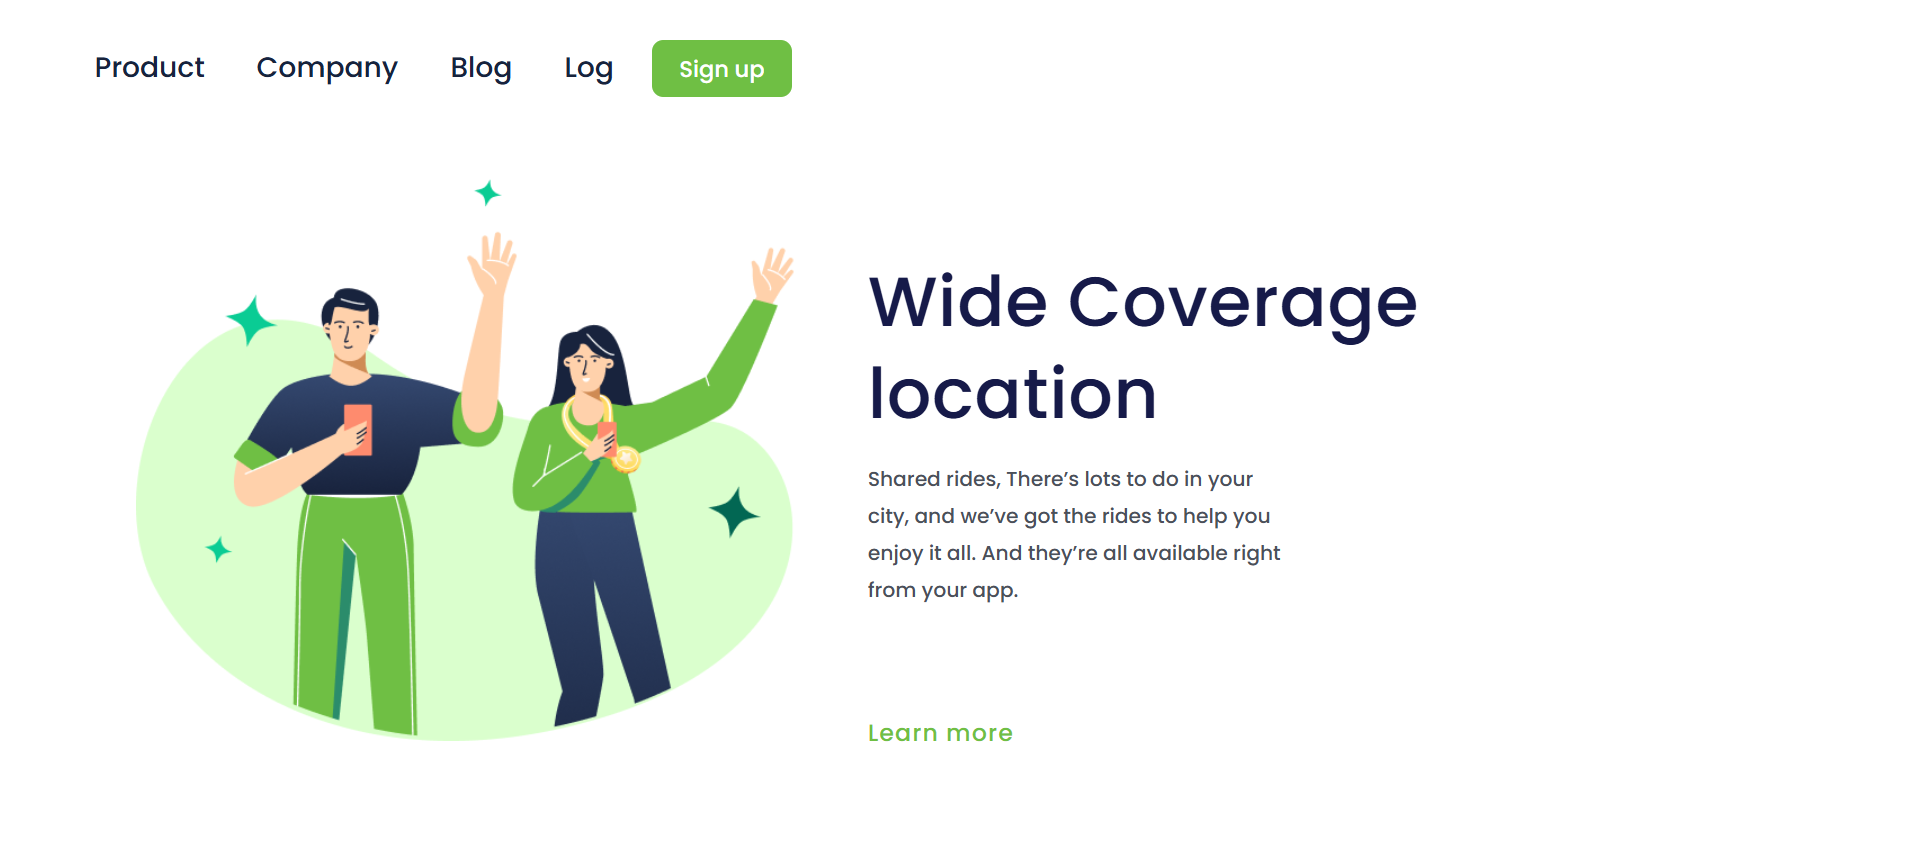 Product Company Blog Log Sign up
Wide Coverage
location
Shared rides, There’s lots to do in your
city, and we’ve got the rides to help you
enjoy it all. And they’re all available right
from your app.
Learn more